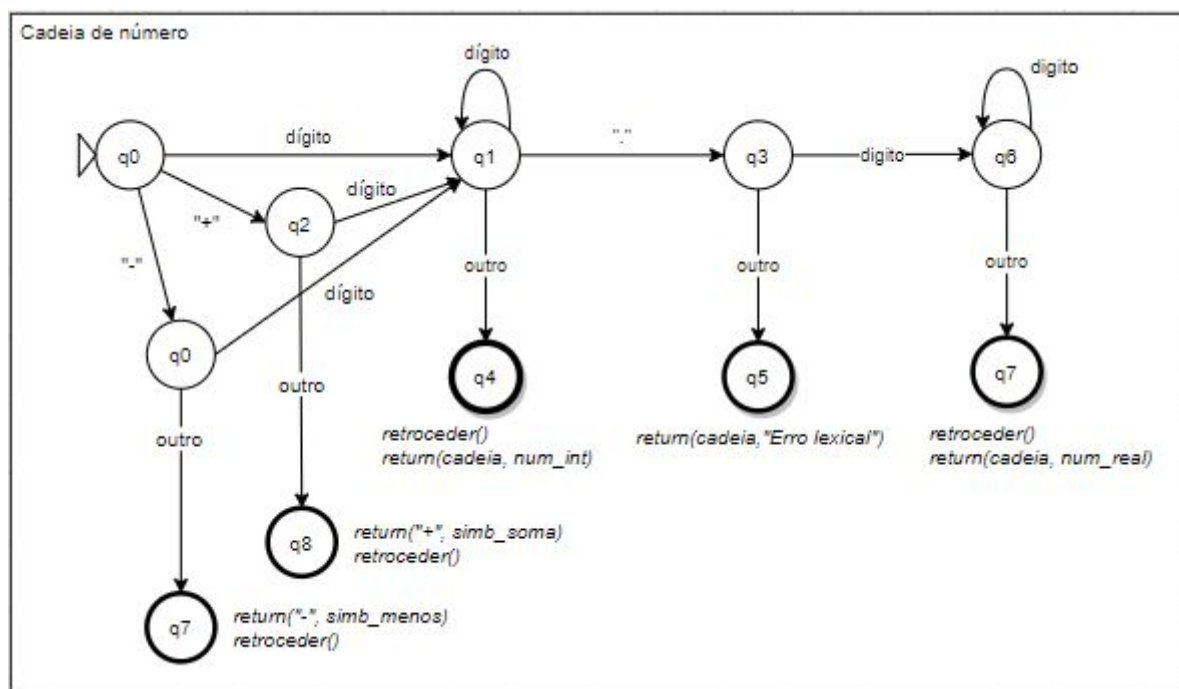 Cadeia de número
dígito
digito
q0
dígito
q1
"."
q3
digito
q6
"+"
q2
dígito
"-"
dígito
q0
outro
outro
outro
outro
outro
q4
q5
q7
retroceder()
return(cadeia, num_int)
return(cadeia,"Erro lexical")
retroceder()
return(cadeia, num_real)
q8
return("+", simb_soma)
retroceder()
q7
return("-", simb_menos)
retroceder()